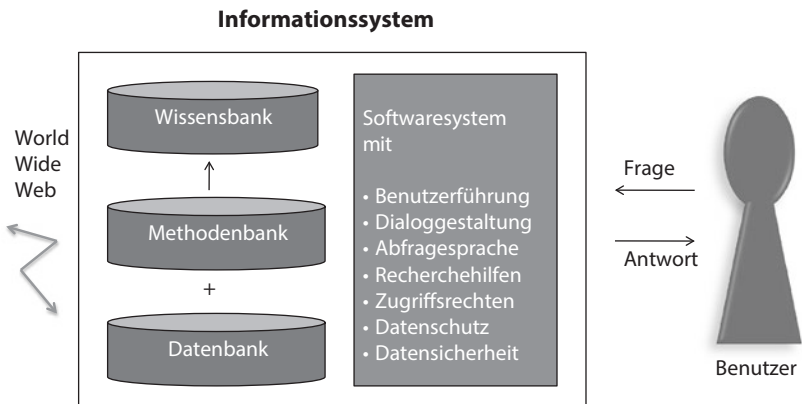 Informationssystem
World
Wide
Web
Wissensbank
Methodenbank
+
Datenbank
Softwaresystem
mit
• Benutzerführung
• Dialoggestaltung
• Abfragesprache
• Recherchehilfen
• Zugriffsrechten
• Datenschutz
• Datensicherheit
Frage
Antwort
Benutzer